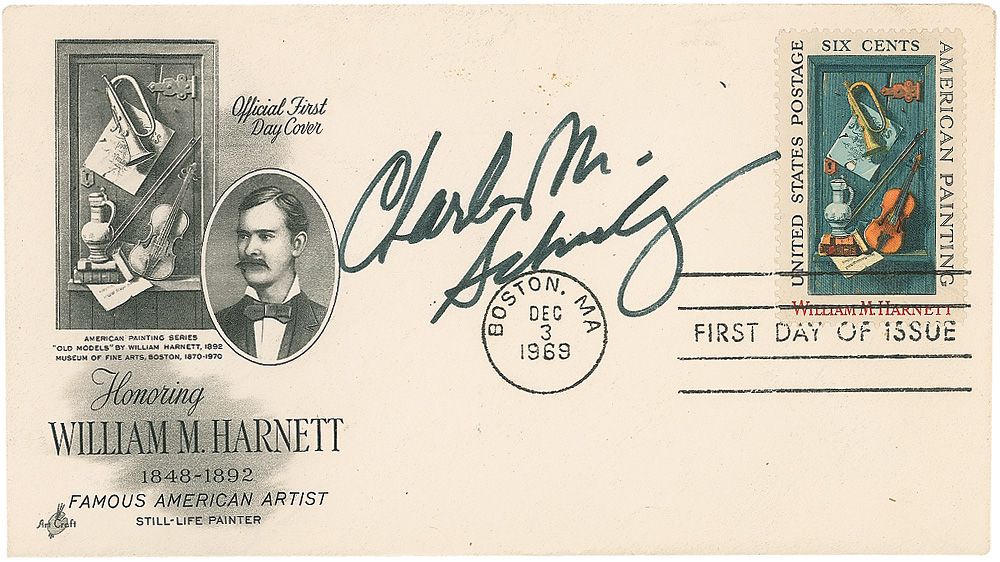 Official First
Day Cover
AMERICAN PAINTING SERIES
"OLD MODELS" BY WILLIAM HARNETT, 1892
MUSEUM OF FINE ARTS, BOSTON, 1870-1970
Honoring
WILLIAM M. HARNETT
1848-1892
FAMOUS AMERICAN ARTIST
STILL-LIFE PAINTER
Art Craft
Charles M.
Schulz
BOSTON, MA
DEC
3
1969
SIX CENTS
UNITED STATES POSTAGE
AMERICAN PAINTING
WILLIAM M. HARNETT
FIRST DAY OF ISSUE